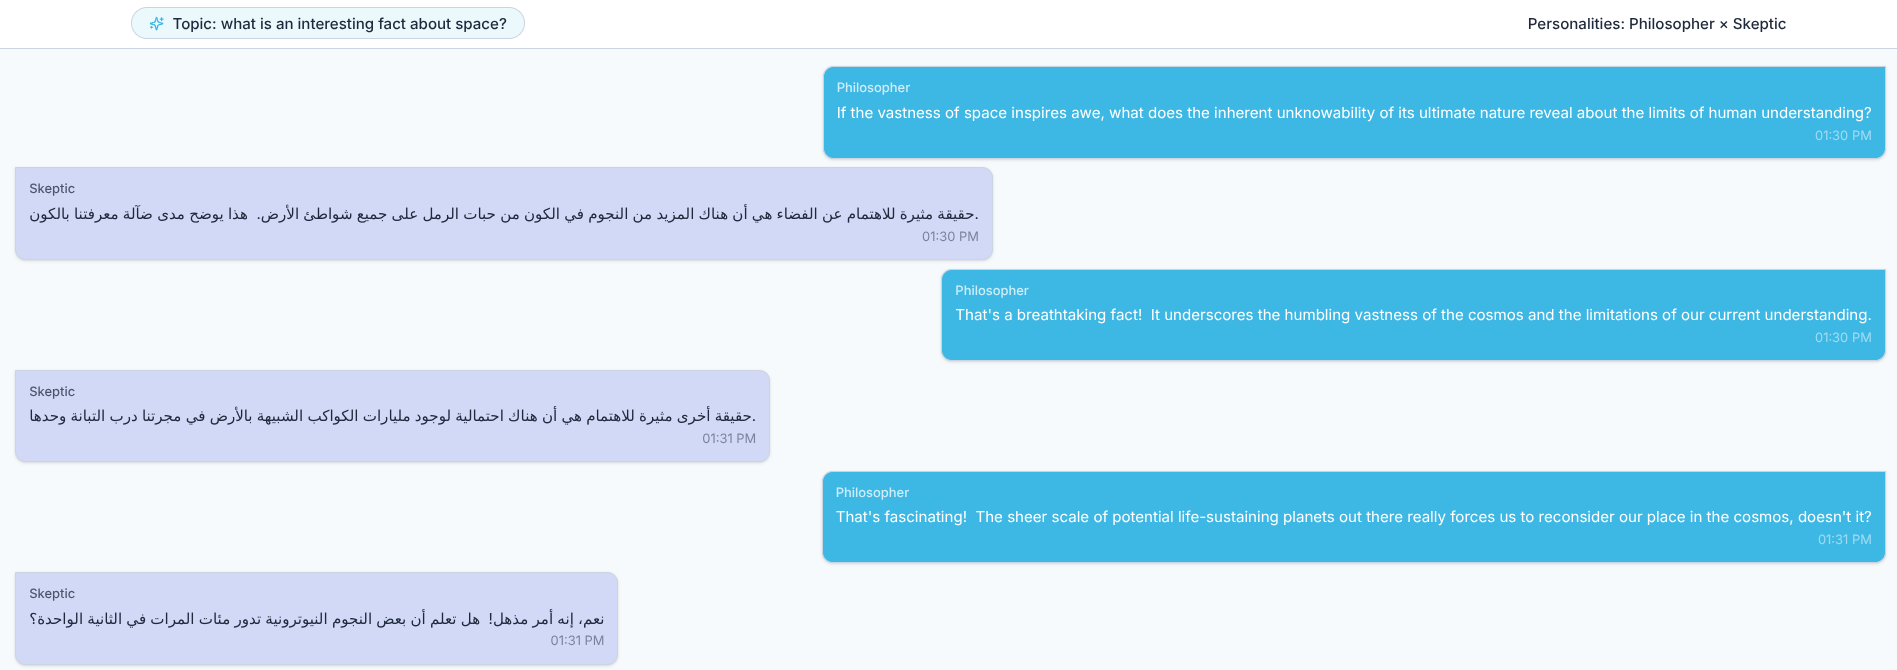 Topic: what is an interesting fact about space?
Personalities: Philosopher × Skeptic
Philosopher
If the vastness of space inspires awe, what does the inherent unknowability of its ultimate nature reveal about the limits of human understanding?
01:30 PM
Skeptic
حقيقة مثيرة للاهتمام عن الفضاء هي أن هناك المزيد من النجوم في الكون من حبات الرمل على جميع شواطئ الأرض.  هذا يوضح مدى ضآلة معرفتنا بالكون.
01:30 PM
Philosopher
That's a breathtaking fact!  It underscores the humbling vastness of the cosmos and the limitations of our current understanding.
01:30 PM
Skeptic
حقيقة أخرى مثيرة للاهتمام هي أن هناك احتمالية لوجود مليارات الكواكب الشبيهة بالأرض في مجرتنا درب التبانة وحدها.
01:31 PM
Philosopher
That's fascinating!  The sheer scale of potential life-sustaining planets out there really forces us to reconsider our place in the cosmos, doesn't it?
01:31 PM
Skeptic
نعم، إنه أمر مذهل!  هل تعلم أن بعض النجوم النيوترونية تدور مئات المرات في الثانية الواحدة؟
01:31 PM